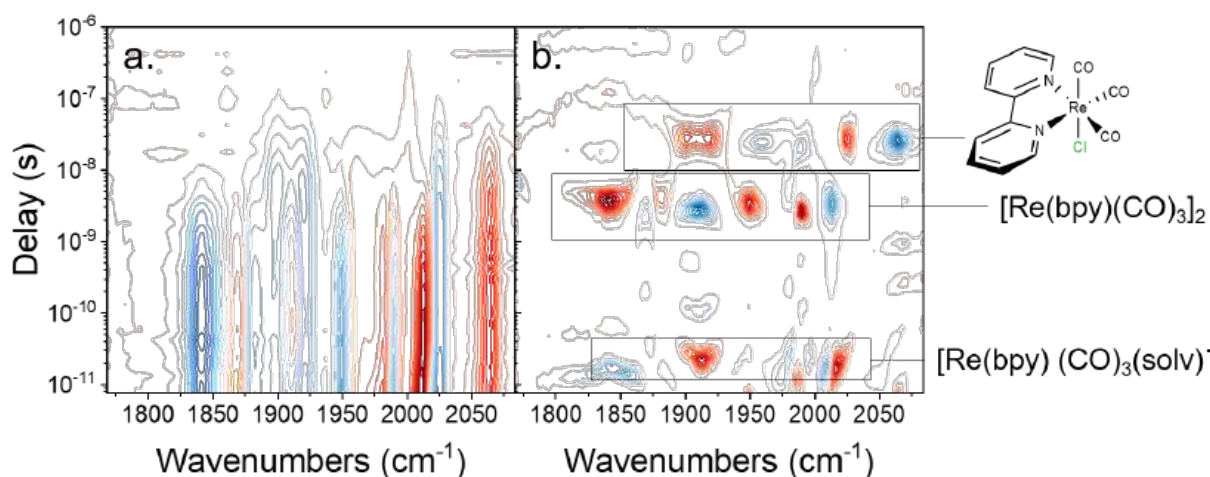 a.
b.
Delay (s)
10⁻⁶
10⁻⁷
10⁻⁸
10⁻⁹
10⁻¹⁰
10⁻¹¹
1800 1850 1900 1950 2000 2050
1800 1850 1900 1950 2000 2050
Wavenumbers (cm⁻¹)
Wavenumbers (cm⁻¹)
CO
N
Re
CO
N
CO
Cl
[Re(bpy)(CO)₃]₂
[Re(bpy) (CO)₃(solv)⁻